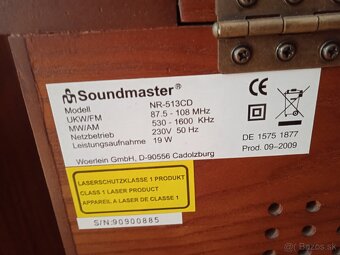 Soundmaster®
Modell NR-513CD
UKW/FM 87.5 - 108 MHz
MW/AM 530 - 1600 KHz
Netzbetrieb 230V 50 Hz
Leistungsaufnahme 19 W
Woerlein GmbH, D-90556 Cadolzburg
CE
DE 1575 1877
Prod. 09-2009
LASERSCHUTZKLASSE 1 PRODUKT
CLASS 1 LASER PRODUCT
APPAREIL A LASER DE CLASSE 1
S/N:90900885
Bazos.sk